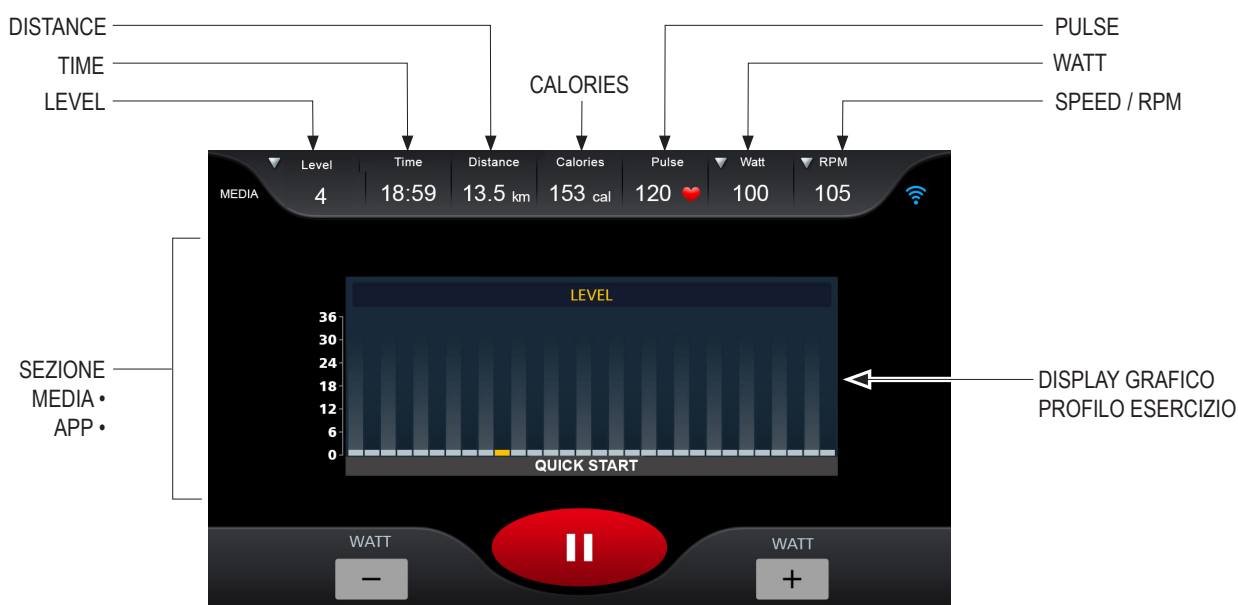 DISTANCE
PULSE
TIME
WATT
CALORIES
LEVEL
SPEED / RPM
Level
Time
Distance
Calories
Pulse
Watt
RPM
MEDIA
4
18:59
13.5 km
153 cal
120
100
105
LEVEL
36
30
24
18
12
6
0
QUICK START
SEZIONE
MEDIA •
APP •
DISPLAY GRAFICO
PROFILO ESERCIZIO
WATT
WATT
−
+